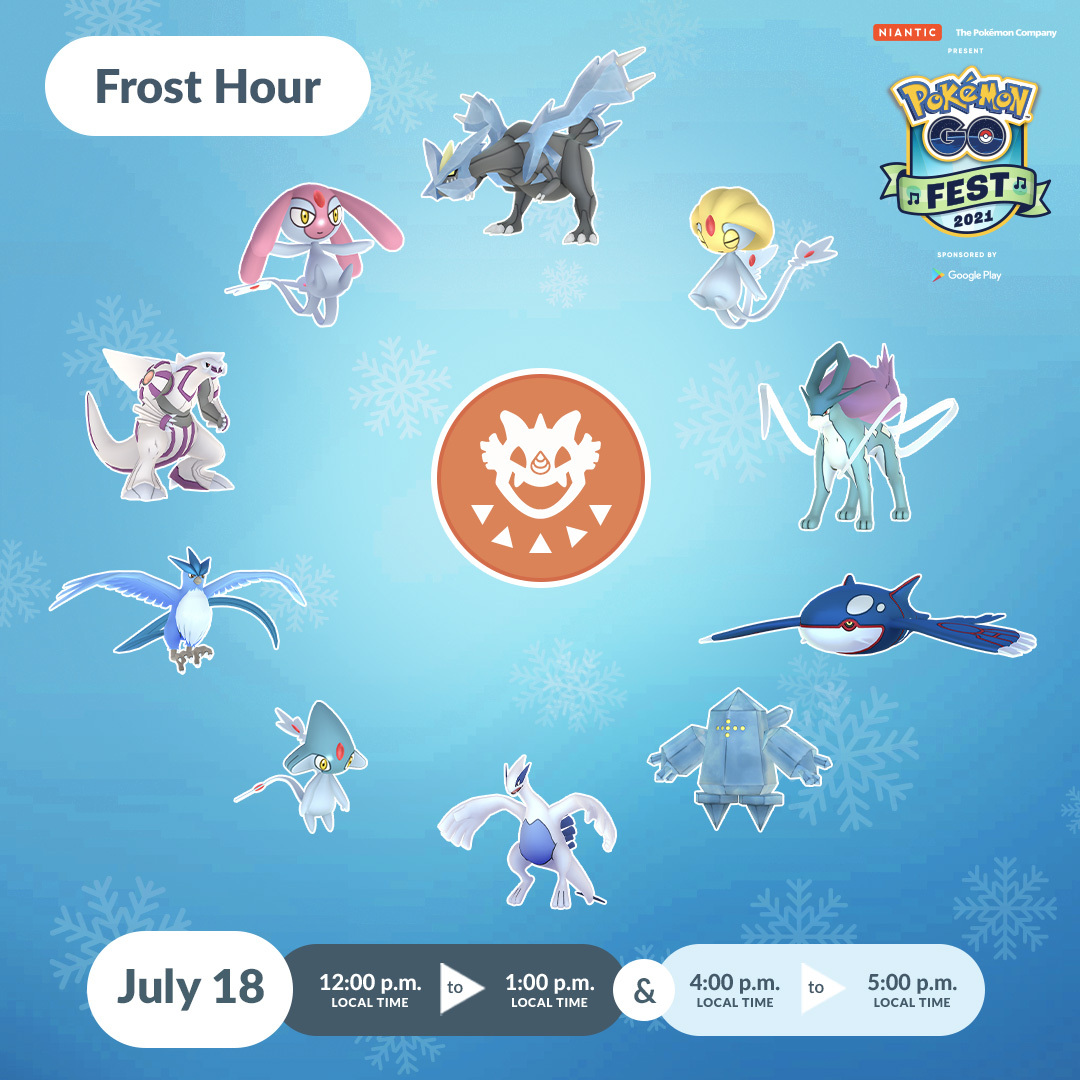 Frost Hour
NIANTIC The Pokémon Company
PRESENT
POKéMON
GO
FEST
2021
SPONSORED BY
Google Play
July 18
12:00 p.m. to 1:00 p.m. & 4:00 p.m. to 5:00 p.m.
LOCAL TIME LOCAL TIME LOCAL TIME LOCAL TIME